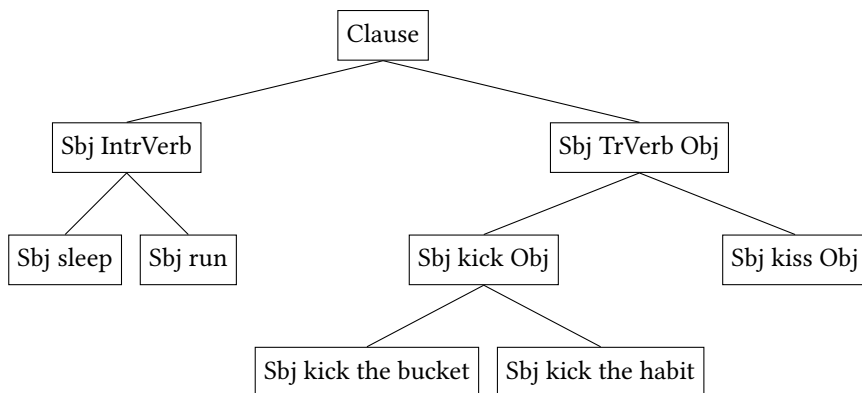 Clause
Sbj IntrVerb
Sbj TrVerb Obj
Sbj sleep
Sbj run
Sbj kick Obj
Sbj kiss Obj
Sbj kick the bucket
Sbj kick the habit